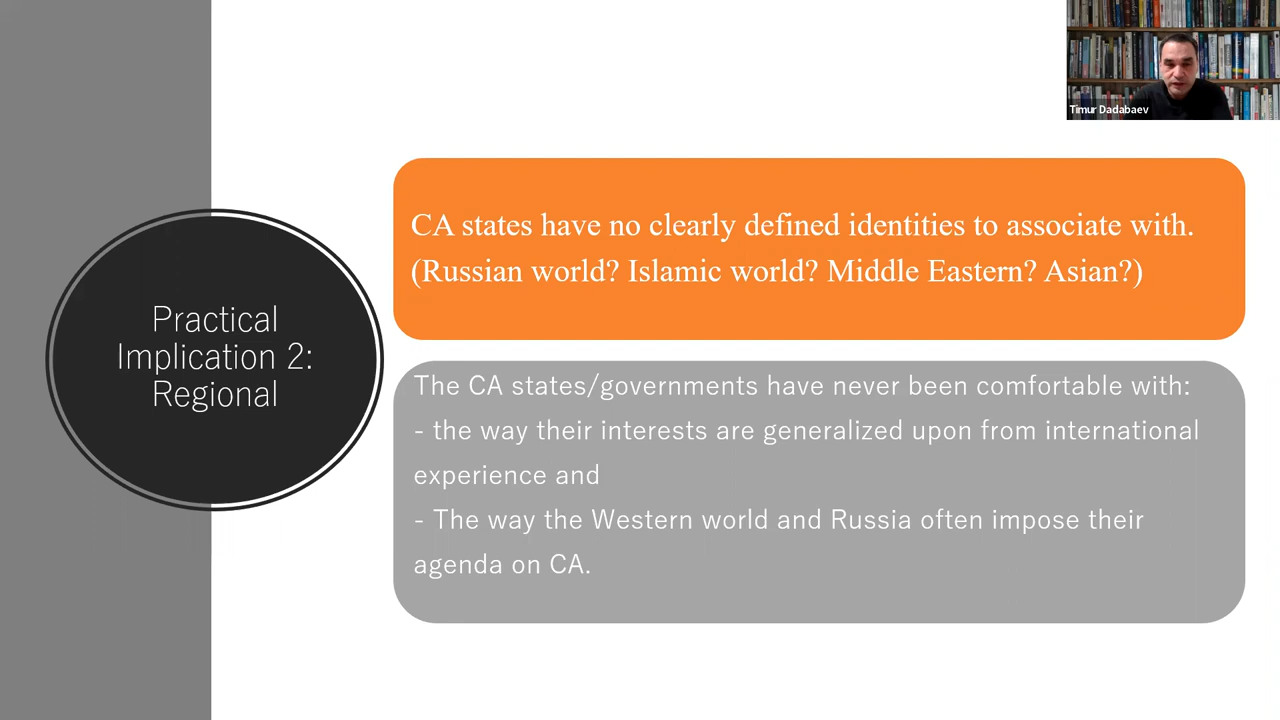 Timur Dadabaev
CA states have no clearly defined identities to associate with.
(Russian world? Islamic world? Middle Eastern? Asian?)
Practical
Implication 2:
Regional
The CA states/governments have never been comfortable with:
- the way their interests are generalized upon from international
experience and
- The way the Western world and Russia often impose their
agenda on CA.